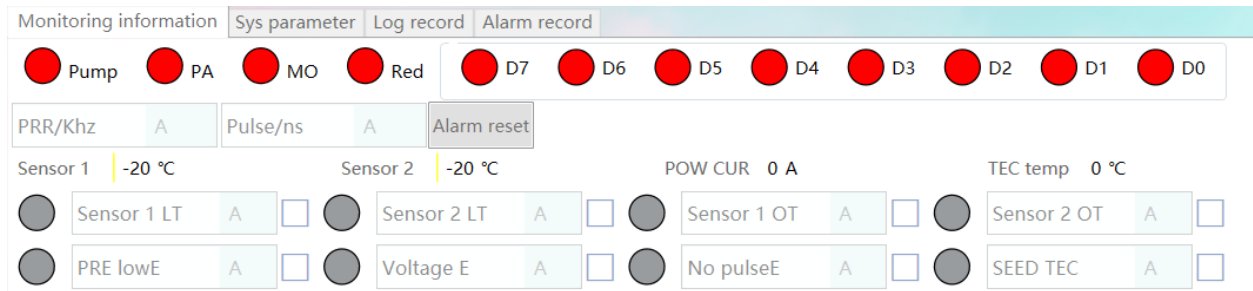 Monitoring information Sys parameter Log record Alarm record
Pump PA MO Red D7 D6 D5 D4 D3 D2 D1 D0
PRR/Khz A Pulse/ns A Alarm reset
Sensor 1 -20 ℃ Sensor 2 -20 ℃ POW CUR 0 A TEC temp 0 ℃
Sensor 1 LT A Sensor 2 LT A Sensor 1 OT A Sensor 2 OT A
PRE lowE A Voltage E A No pulseE A SEED TEC A